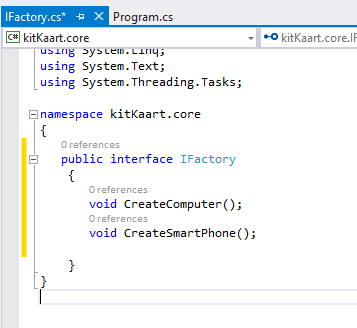 IFactory.cs* Program.cs
C# kitKaart.core kitKaart.core.IF
using System.Linq;
using System.Text;
using System.Threading.Tasks;
namespace kitKaart.core
{
0 references
public interface IFactory
{
0 references
void CreateComputer();
0 references
void CreateSmartPhone();
}
}